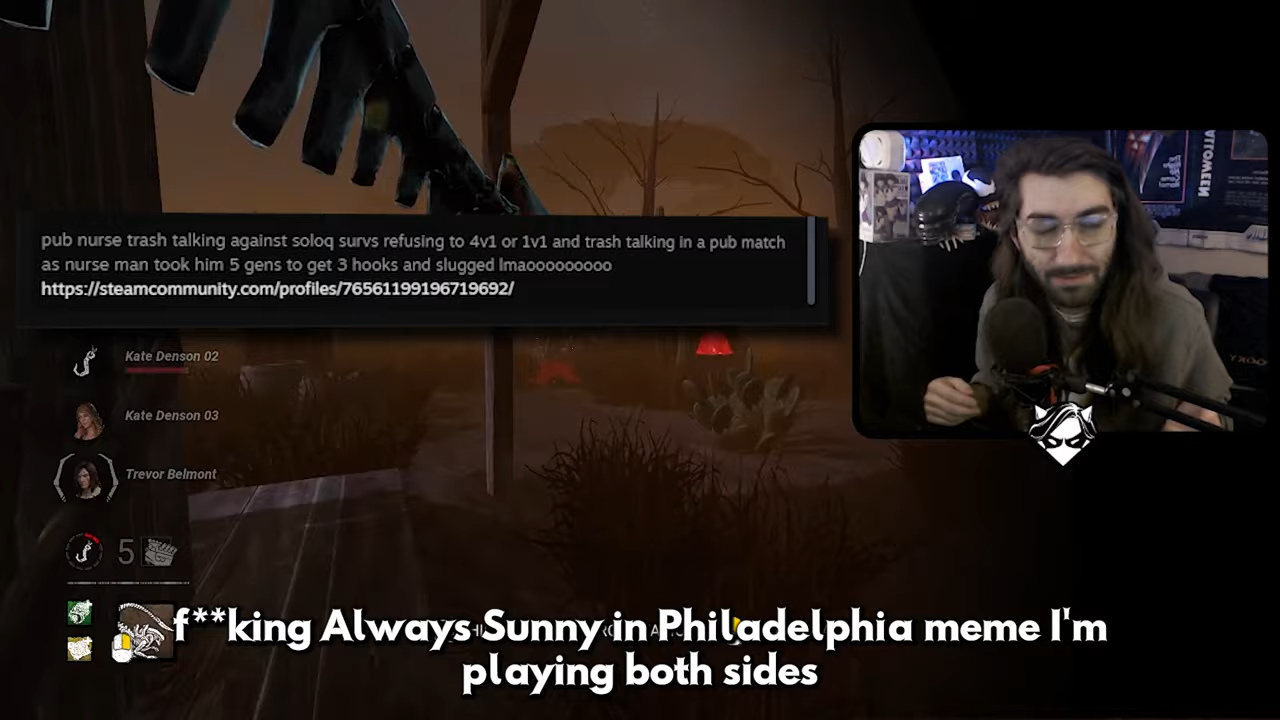 pub nurse trash talking against soloq survs refusing to 4v1 or 1v1 and trash talking in a pub match
as nurse man took him 5 gens to get 3 hooks and slugged lmaooooooooo
https://steamcommunity.com/profiles/76561199196719692/
HALLOWEEN
Kate Denson 02
Kate Denson 03
Trevor Belmont
5
f**king Always Sunny in Philadelphia meme I'm
playing both sides